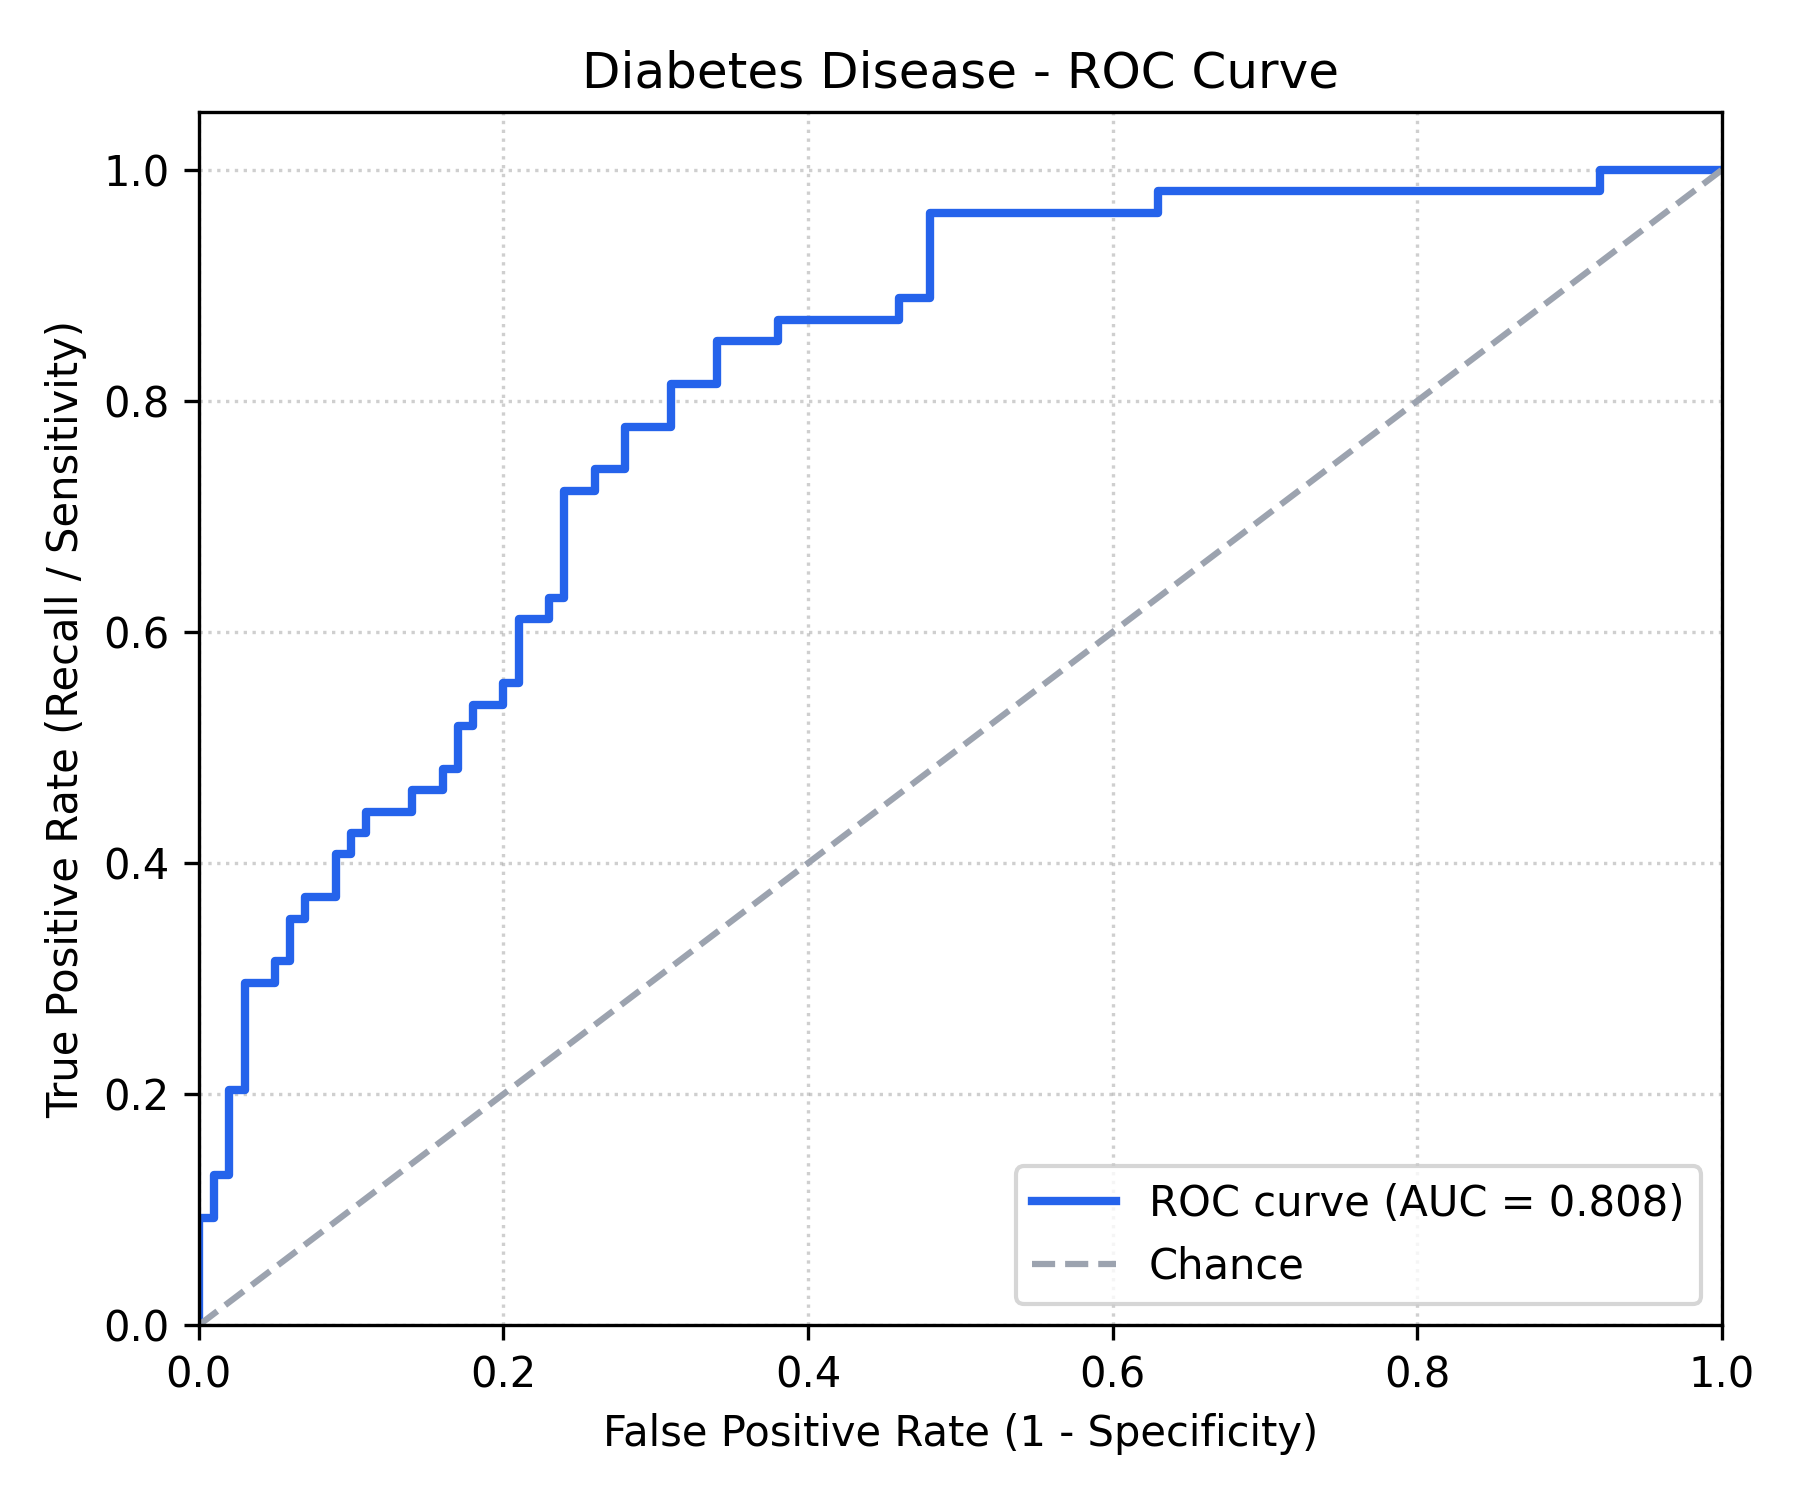 Diabetes Disease - ROC Curve
True Positive Rate (Recall / Sensitivity)
1.0
0.8
0.6
0.4
0.2
0.0
ROC curve (AUC = 0.808)
Chance
0.0 0.2 0.4 0.6 0.8 1.0
False Positive Rate (1 - Specificity)